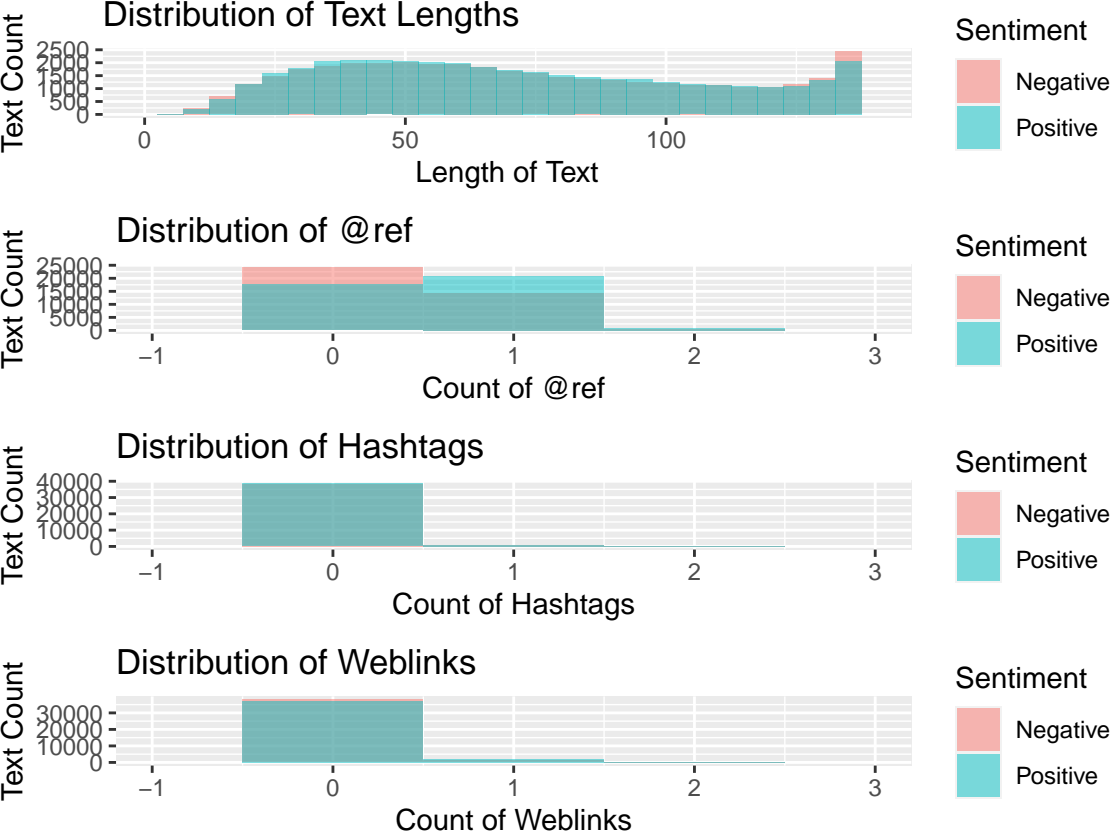 Distribution of Text Lengths
Text Count
2500
2000
1500
1000
500
0
0 50 100
Length of Text
Sentiment
Negative
Positive
Distribution of @ref
Text Count
25000
20000
15000
10000
5000
0
−1 0 1 2 3
Count of @ref
Sentiment
Negative
Positive
Distribution of Hashtags
Text Count
40000
30000
20000
10000
0
−1 0 1 2 3
Count of Hashtags
Sentiment
Negative
Positive
Distribution of Weblinks
Text Count
30000
20000
10000
0
−1 0 1 2 3
Count of Weblinks
Sentiment
Negative
Positive